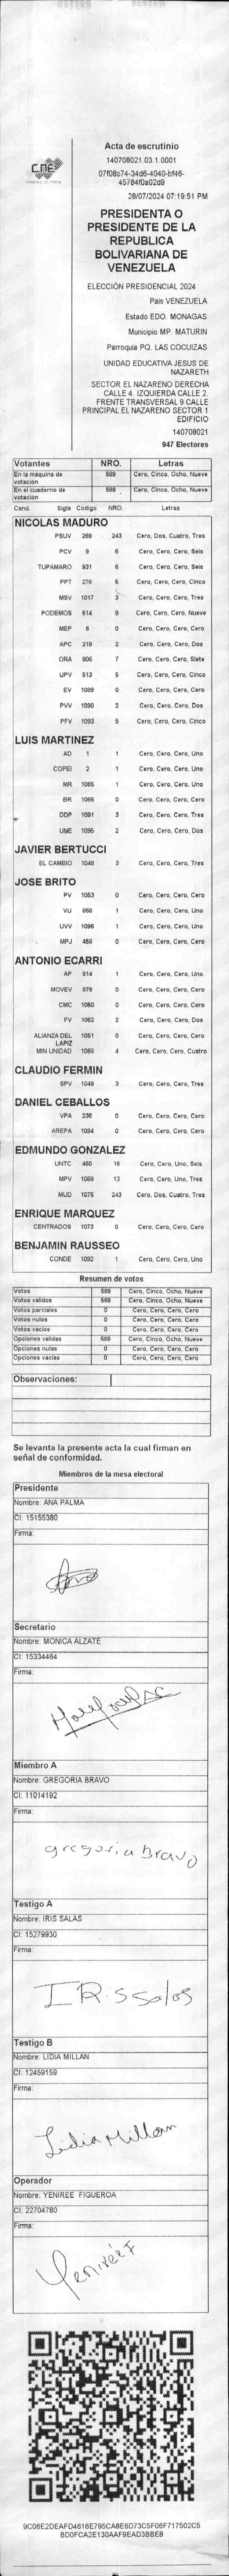 CNE
Acta de escrutinio
140708021.03.1.0001
07f08c74-34d6-4040-bf46-
45784f0a02d9
28/07/2024 07:19:51 PM
PRESIDENTA O
PRESIDENTE DE LA
REPUBLICA
BOLIVARIANA DE
VENEZUELA
ELECCIÓN PRESIDENCIAL 2024
País VENEZUELA
Estado EDO. MONAGAS
Municipio MP. MATURIN
Parroquia PQ. LAS COCUIZAS
UNIDAD EDUCATIVA JESUS DE
NAZARETH
SECTOR EL NAZARENO DERECHA
CALLE 4. IZQUIERDA CALLE 2.
FRENTE TRANSVERSAL 9 CALLE
PRINCIPAL EL NAZARENO SECTOR 1
EDIFICIO
140708021
947 Electores
Votantes NRO. Letras
En la máquina de votación 589 Cero, Cinco, Ocho, Nueve
En el cuaderno de votación 589 Cero, Cinco, Ocho, Nueve
Cand. Sigla Codigo NRO. Letras
NICOLAS MADURO
PSUV 269 243 Cero, Dos, Cuatro, Tres
PCV 9 6 Cero, Cero, Cero, Seis
TUPAMARO 931 6 Cero, Cero, Cero, Seis
PPT 276 5 Cero, Cero, Cero, Cinco
MSV 1017 3 Cero, Cero, Cero, Tres
PODEMOS 514 9 Cero, Cero, Cero, Nueve
MEP 6 0 Cero, Cero, Cero, Cero
APC 219 2 Cero, Cero, Cero, Dos
ORA 906 7 Cero, Cero, Cero, Siete
UPV 513 5 Cero, Cero, Cero, Cinco
EV 1089 0 Cero, Cero, Cero, Cero
PVV 1090 2 Cero, Cero, Cero, Dos
PFV 1093 5 Cero, Cero, Cero, Cinco
LUIS MARTINEZ
AD 1 1 Cero, Cero, Cero, Uno
COPEI 2 1 Cero, Cero, Cero, Uno
MR 1065 1 Cero, Cero, Cero, Uno
BR 1066 0 Cero, Cero, Cero, Cero
DDP 1091 3 Cero, Cero, Cero, Tres
UNE 1095 2 Cero, Cero, Cero, Dos
JAVIER BERTUCCI
EL CAMBIO 1048 3 Cero, Cero, Cero, Tres
JOSE BRITO
PV 1053 0 Cero, Cero, Cero, Cero
VU 868 1 Cero, Cero, Cero, Uno
UVV 1096 1 Cero, Cero, Cero, Uno
MPJ 458 0 Cero, Cero, Cero, Cero
ANTONIO ECARRI
AP 814 1 Cero, Cero, Cero, Uno
MOVEV 878 0 Cero, Cero, Cero, Cero
CMC 1050 0 Cero, Cero, Cero, Cero
FV 1062 2 Cero, Cero, Cero, Dos
ALIANZA DEL LAPIZ 1051 0 Cero, Cero, Cero, Cero
MIN UNIDAD 1068 4 Cero, Cero, Cero, Cuatro
CLAUDIO FERMIN
SPV 1049 3 Cero, Cero, Cero, Tres
DANIEL CEBALLOS
VPA 236 0 Cero, Cero, Cero, Cero
AREPA 1094 0 Cero, Cero, Cero, Cero
EDMUNDO GONZALEZ
UNTC 460 16 Cero, Cero, Uno, Seis
MPV 1069 13 Cero, Cero, Uno, Tres
MUD 1075 243 Cero, Dos, Cuatro, Tres
ENRIQUE MARQUEZ
CENTRADOS 1073 0 Cero, Cero, Cero, Cero
BENJAMIN RAUSSEO
CONDE 1092 1 Cero, Cero, Cero, Uno
Resumen de votos
Votos 589 Cero, Cinco, Ocho, Nueve
Votos validos 589 Cero, Cinco, Ocho, Nueve
Votos parciales 0 Cero, Cero, Cero, Cero
Votos nulos 0 Cero, Cero, Cero, Cero
Votos vacios 0 Cero, Cero, Cero, Cero
Opciones validas 589 Cero, Cinco, Ocho, Nueve
Opciones nulas 0 Cero, Cero, Cero, Cero
Opciones vacias 0 Cero, Cero, Cero, Cero
Observaciones:
Se levanta la presente acta la cual firman en
señal de conformidad.
Miembros de la mesa electoral
Presidente
Nombre: ANA PALMA
CI: 15155380
Firma:
Secretario
Nombre: MONICA ALZATE
CI: 15334464
Firma:
Miembro A
Nombre: GREGORIA BRAVO
CI: 11014192
Firma:
gregoria Bravo
Testigo A
Nombre: IRIS SALAS
CI: 15279930
Firma:
Testigo B
Nombre: LIDIA MILLAN
CI: 12459159
Firma:
Lidia Millan
Operador
Nombre: YENIREE FIGUEROA
CI: 22704780
Firma:
Yeniree F
9C06E2DEAFD4616E795CA8E6D73C5F06F717502C5
BD0FCA2E130AAF9EAD3BBE8